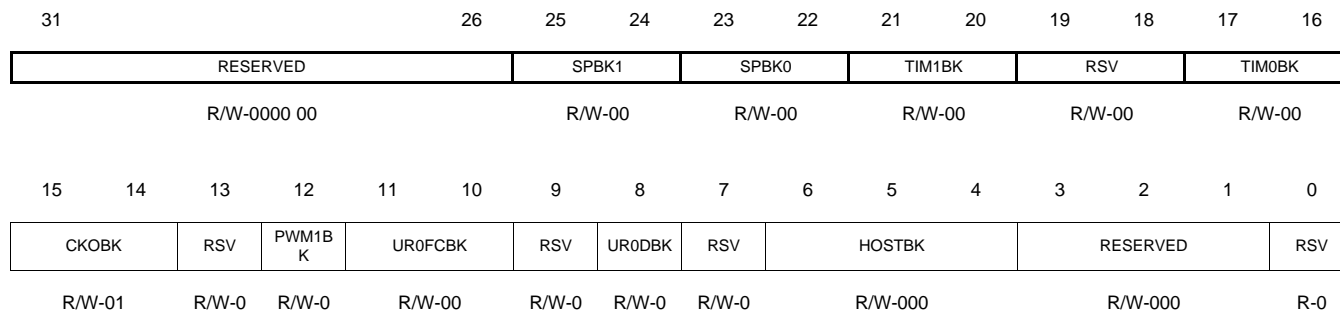 31 26 25 24 23 22 21 20 19 18 17 16
RESERVED SPBK1 SPBK0 TIM1BK RSV TIM0BK
R/W-0000 00 R/W-00 R/W-00 R/W-00 R/W-00 R/W-00
15 14 13 12 11 10 9 8 7 6 5 4 3 2 1 0
CKOBK RSV PWM1B
K UR0FCBK RSV UR0DBK RSV HOSTBK RESERVED RSV
R/W-01 R/W-0 R/W-0 R/W-00 R/W-0 R/W-0 R/W-0 R/W-000 R/W-000 R-0